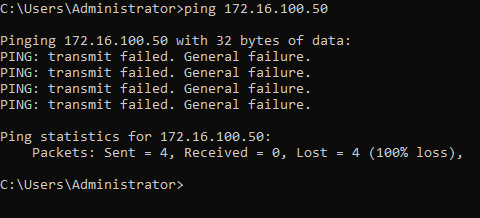 C:\Users\Administrator>ping 172.16.100.50
Pinging 172.16.100.50 with 32 bytes of data:
PING: transmit failed. General failure.
PING: transmit failed. General failure.
PING: transmit failed. General failure.
PING: transmit failed. General failure.
Ping statistics for 172.16.100.50:
    Packets: Sent = 4, Received = 0, Lost = 4 (100% loss),
C:\Users\Administrator>